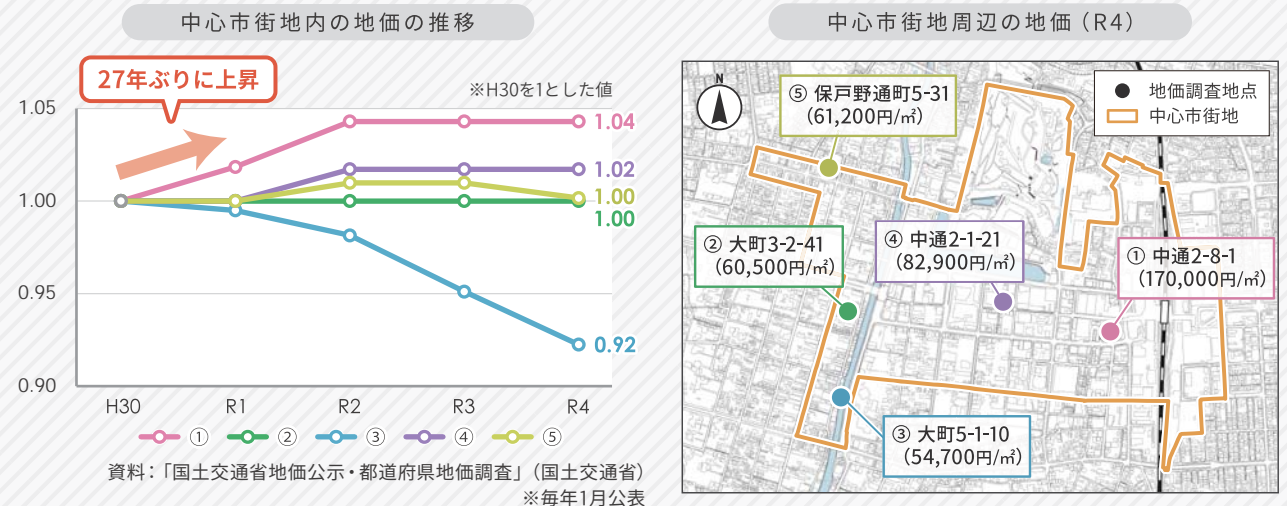 中心市街地内の地価の推移
27年ぶりに上昇
※H30を1とした値
1.05
1.00
0.95
0.90
1.04
1.02
1.00
1.00
0.92
H30 R1 R2 R3 R4
① ② ③ ④ ⑤
資料：「国土交通省地価公示・都道府県地価調査」（国土交通省）
※毎年1月公表
中心市街地周辺の地価（R4）
N
地価調査地点
中心市街地
⑤ 保戸野通町5-31
（61,200円/㎡）
② 大町3-2-41
（60,500円/㎡）
④ 中通2-1-21
（82,900円/㎡）
① 中通2-8-1
（170,000円/㎡）
③ 大町5-1-10
（54,700円/㎡）